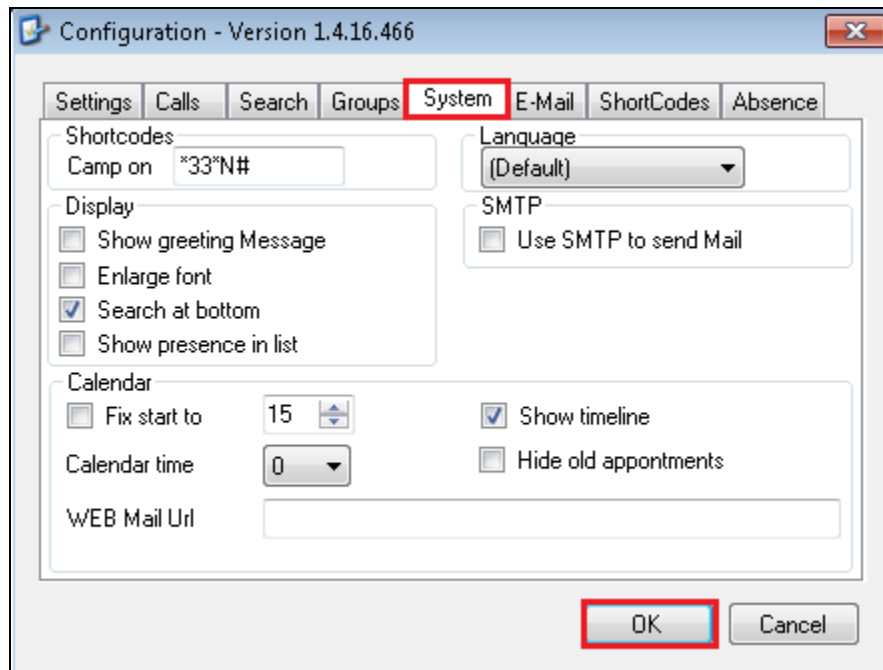 Configuration - Version 1.4.16.466
Settings Calls Search Groups System E-Mail ShortCodes Absence
Shortcodes
Camp on *33*N#
Language
(Default)
Display
Show greeting Message
Enlarge font
Search at bottom
Show presence in list
SMTP
Use SMTP to send Mail
Calendar
Fix start to 15
Show timeline
Calendar time 0
Hide old appontments
WEB Mail Url
OK Cancel